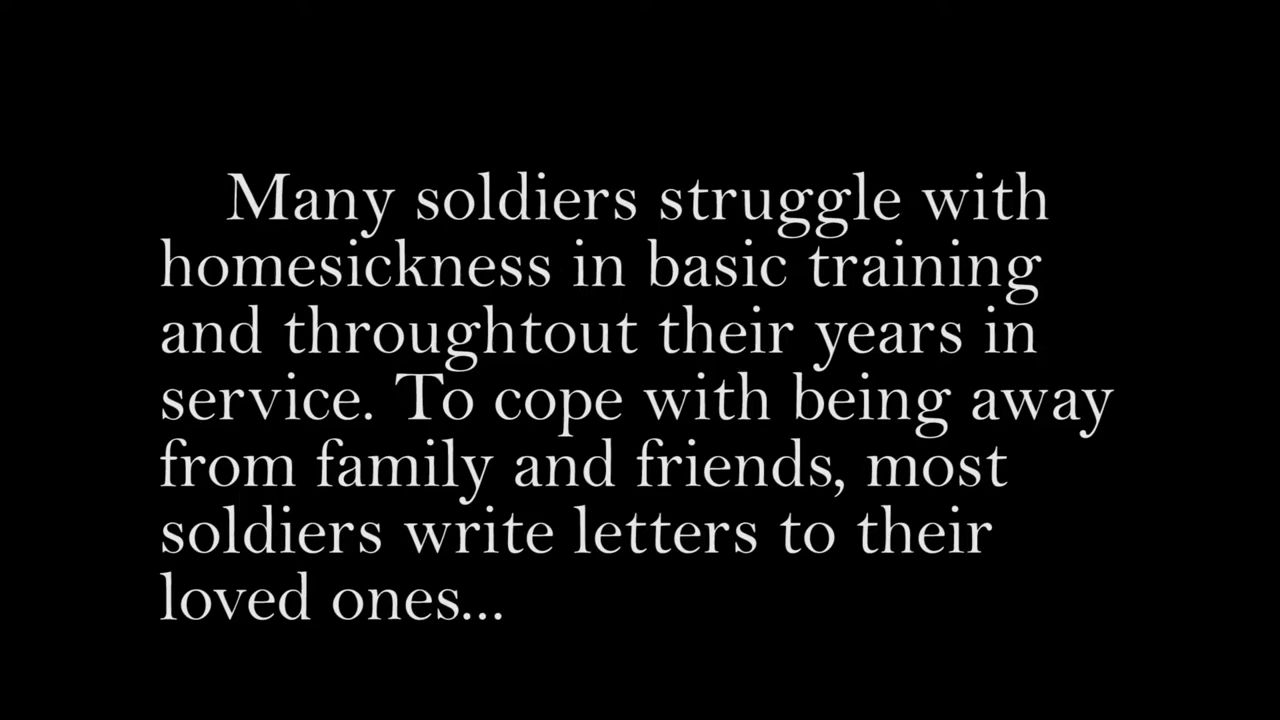 Many soldiers struggle with
homesickness in basic training
and throughtout their years in
service. To cope with being away
from family and friends, most
soldiers write letters to their
loved ones...